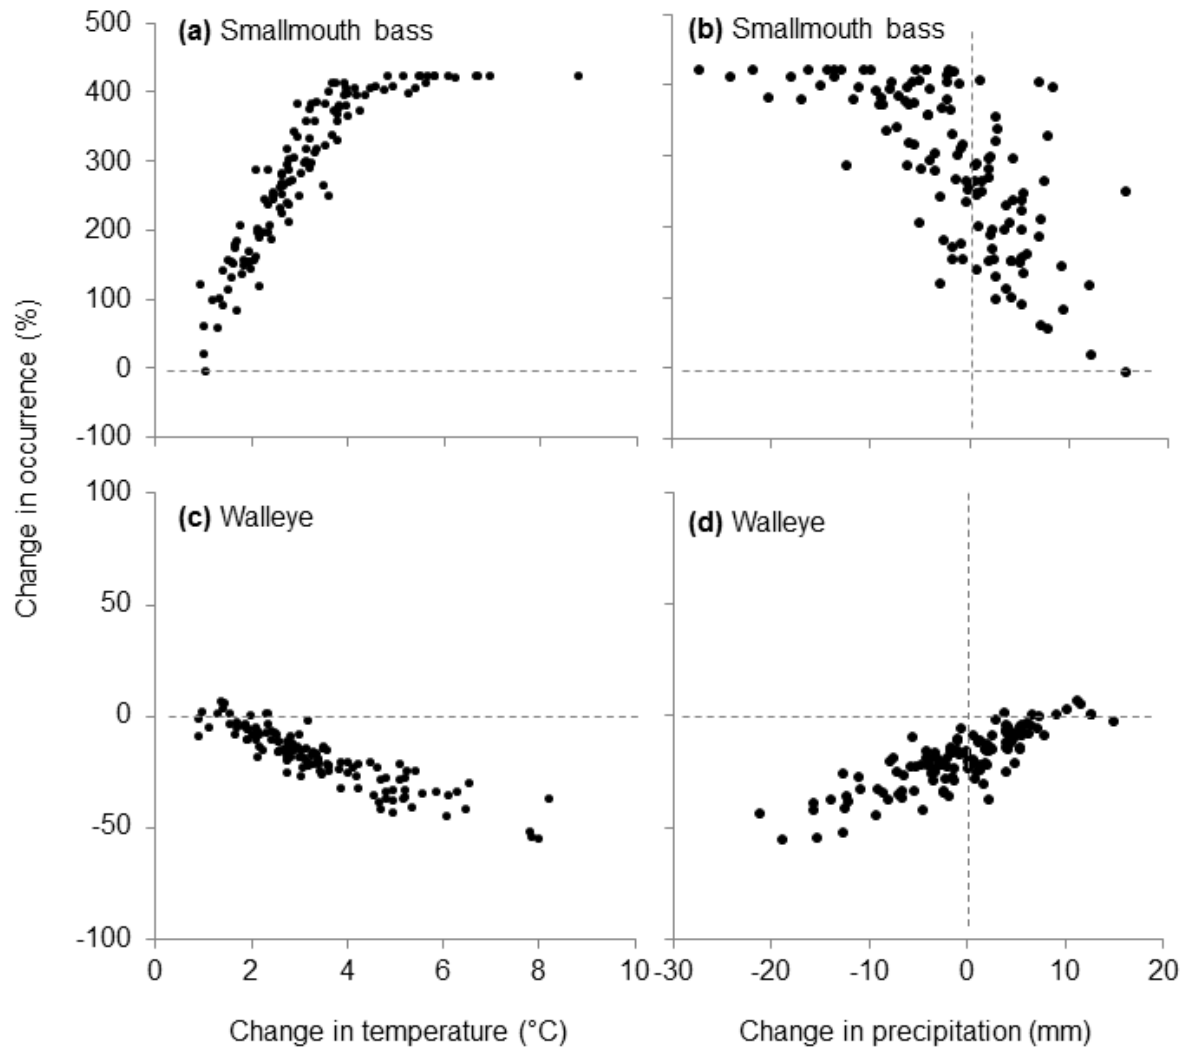 (a) Smallmouth bass
(b) Smallmouth bass
500
400
300
200
100
0
-100
Change in occurrence (%)
(c) Walleye
(d) Walleye
100
50
0
-50
-100
0 2 4 6 8 10
-30 -20 -10 0 10 20
Change in temperature (°C)
Change in precipitation (mm)